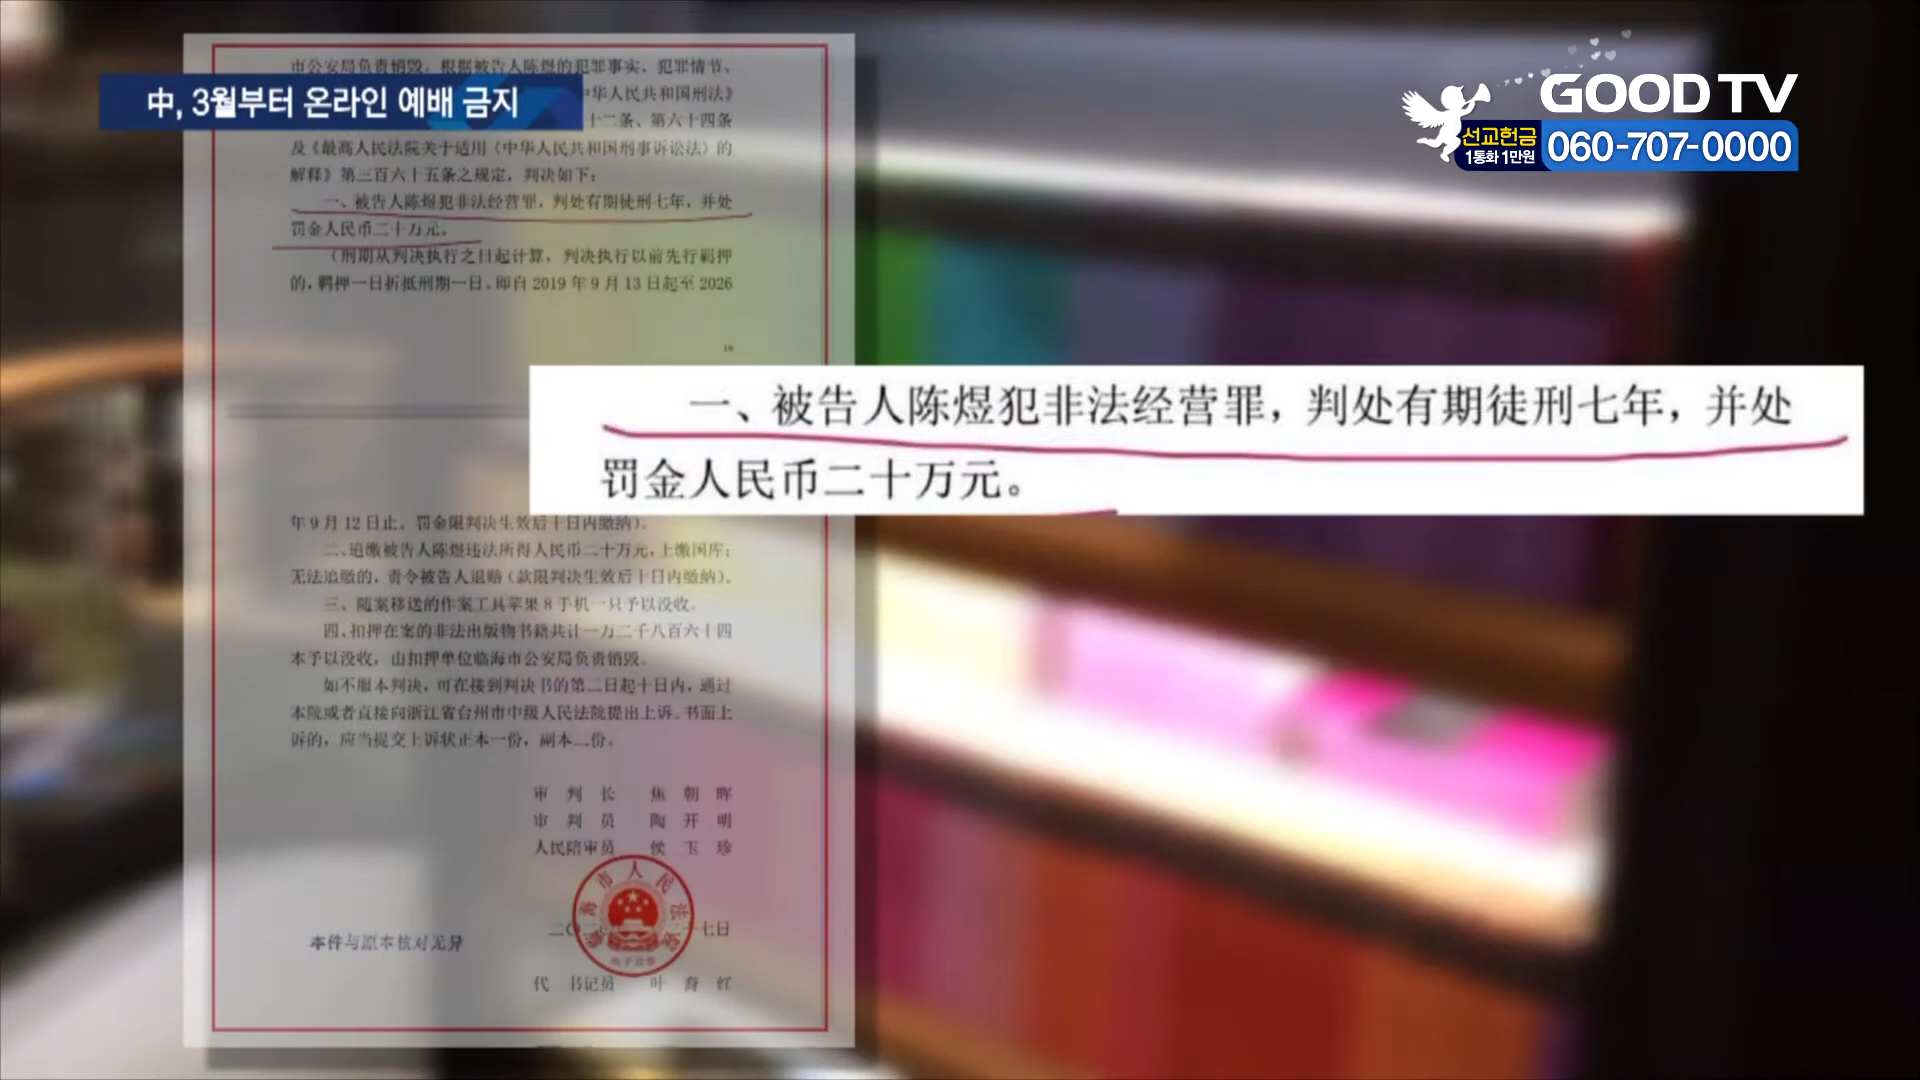 市公安局负责销毁。根据被告人陈煜的犯罪事实、犯罪情节、
中, 3월부터 온라인 예배 금지
中华人民共和国刑法》
十二条、第六十四条
及《最高人民法院关于适用〈中华人民共和国刑事诉讼法〉的
解释》第三百六十五条之规定，判决如下：
一、被告人陈煜犯非法经营罪，判处有期徒刑七年，并处
罚金人民币二十万元。
（刑期从判决执行之日起计算，判决执行以前先行羁押
的，羁押一日折抵刑期一日。即自2019年9月13日起至2026
一、被告人陈煜犯非法经营罪，判处有期徒刑七年，并处
罚金人民币二十万元。
年9月12日止。罚金限判决生效后十日内缴纳）。
二、追缴被告人陈煜违法所得人民币二十万元，上缴国库；
无法追缴的，责令被告人退赔（款限判决生效后十日内缴纳）。
三、随案移送的作案工具苹果8手机一只予以没收。
四、扣押在案的非法出版物书籍共计一万二千八百六十四
本予以没收，由扣押单位临海市公安局负责销毁。
如不服本判决，可在接到判决书的第二日起十日内，通过
本院或者直接向浙江省台州市中级人民法院提出上诉。书面上
诉的，应当提交上诉状正本一份，副本二份。
审 判 长 焦 朝 晖
审 判 员 陶 开 明
人民陪审员 侯 玉 珍
七日
本件与原本核对无异
代 书记员 叶 奇 红
GOODTV
선교헌금
1통화 1만원
060-707-0000